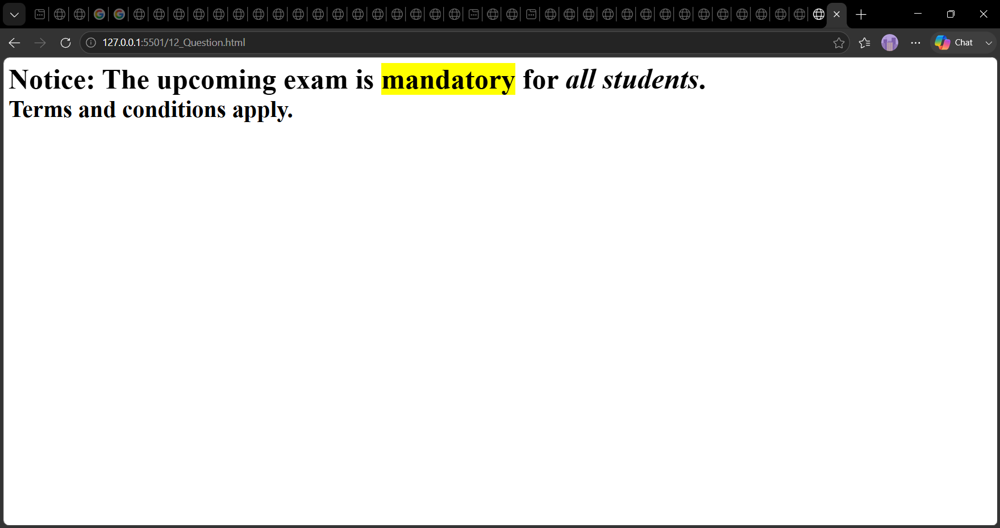 127.0.0.1:5501/12_Question.html
Chat
Notice: The upcoming exam is mandatory for all students.
Terms and conditions apply.